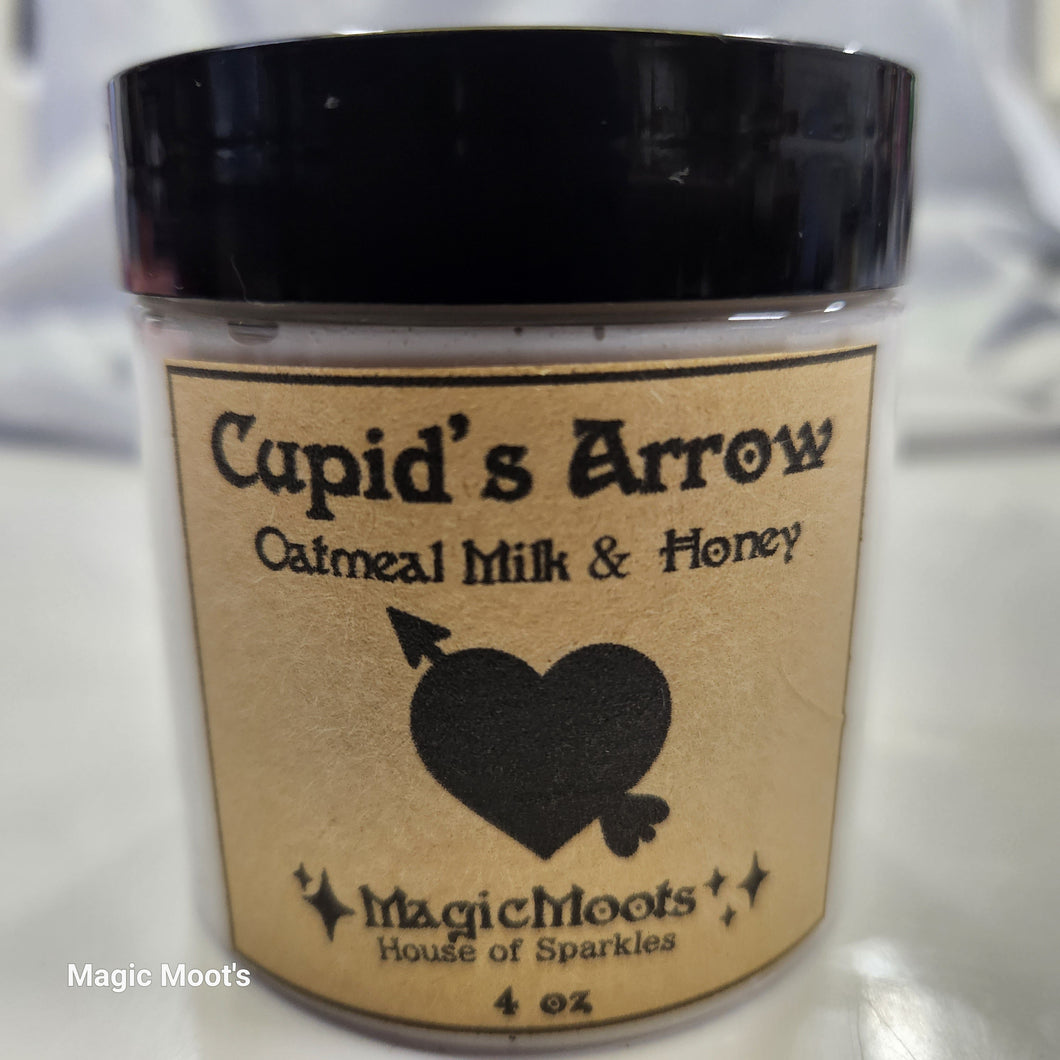 Cupid's Arrow
Oatmeal Milk & Honey
MagicMoots
House of Sparkles
4 oz
Magic Moot's